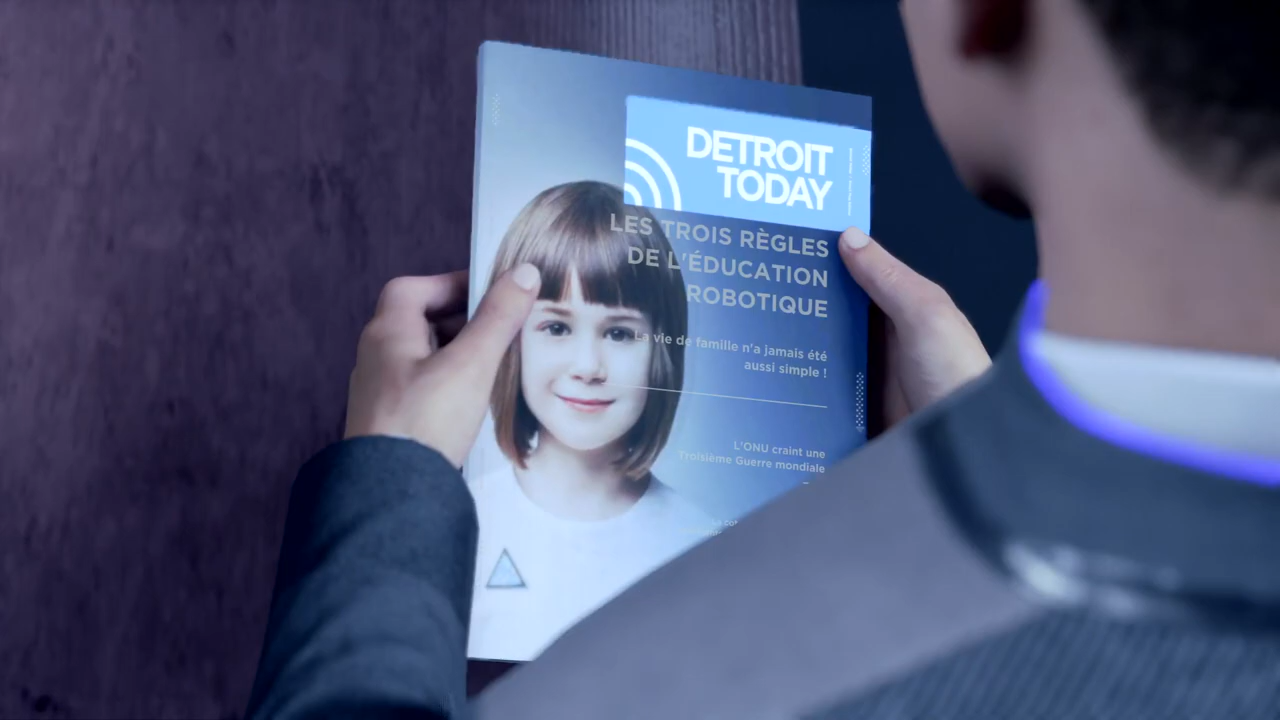 DETROIT
TODAY
LES TROIS RÈGLES
DE L'ÉDUCATION
ROBOTIQUE
La vie de famille n'a jamais été
aussi simple !
L'ONU craint une
Troisième Guerre mondiale
La